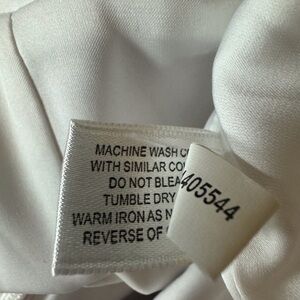 MACHINE WASH
WITH SIMILAR
DO NOT
TUMBLE DRY
WARM IRON AS
REVERSE OF
405544